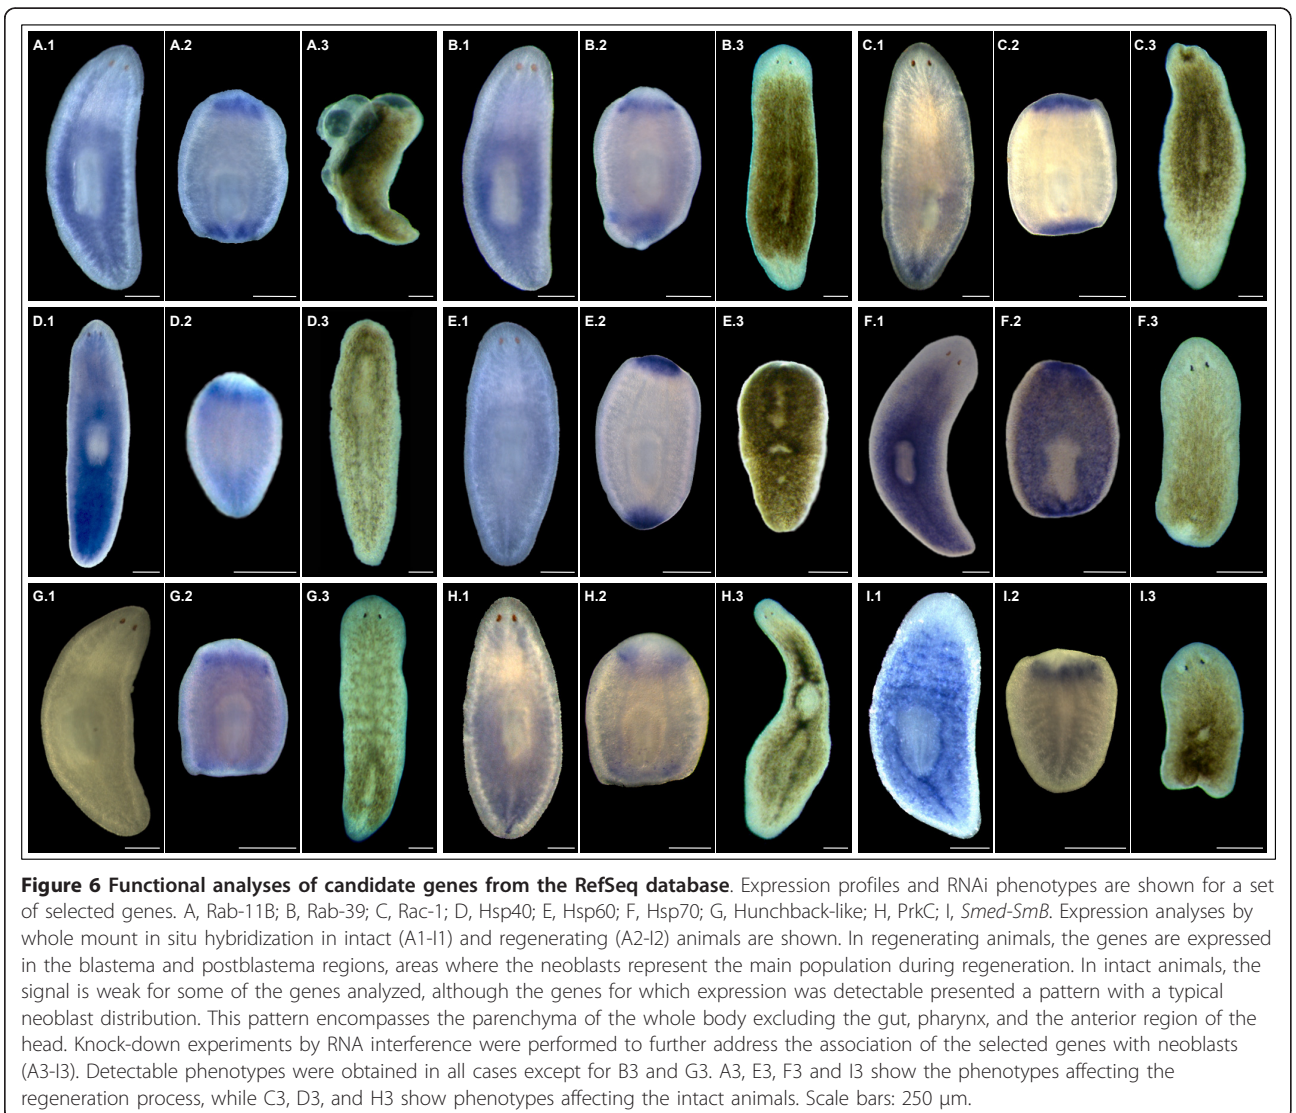 A.1 A.2 A.3 B.1 B.2 B.3 C.1 C.2 C.3
D.1 D.2 D.3 E.1 E.2 E.3 F.1 F.2 F.3
G.1 G.2 G.3 H.1 H.2 H.3 I.1 I.2 I.3
Figure 6 Functional analyses of candidate genes from the RefSeq database. Expression profiles and RNAi phenotypes are shown for a set
of selected genes. A, Rab-11B; B, Rab-39; C, Rac-1; D, Hsp40; E, Hsp60; F, Hsp70; G, Hunchback-like; H, PrkC; I, Smed-SmB. Expression analyses by
whole mount in situ hybridization in intact (A1-I1) and regenerating (A2-I2) animals are shown. In regenerating animals, the genes are expressed
in the blastema and postblastema regions, areas where the neoblasts represent the main population during regeneration. In intact animals, the
signal is weak for some of the genes analyzed, although the genes for which expression was detectable presented a pattern with a typical
neoblast distribution. This pattern encompasses the parenchyma of the whole body excluding the gut, pharynx, and the anterior region of the
head. Knock-down experiments by RNA interference were performed to further address the association of the selected genes with neoblasts
(A3-I3). Detectable phenotypes were obtained in all cases except for B3 and G3. A3, E3, F3 and I3 show the phenotypes affecting the
regeneration process, while C3, D3, and H3 show phenotypes affecting the intact animals. Scale bars: 250 μm.